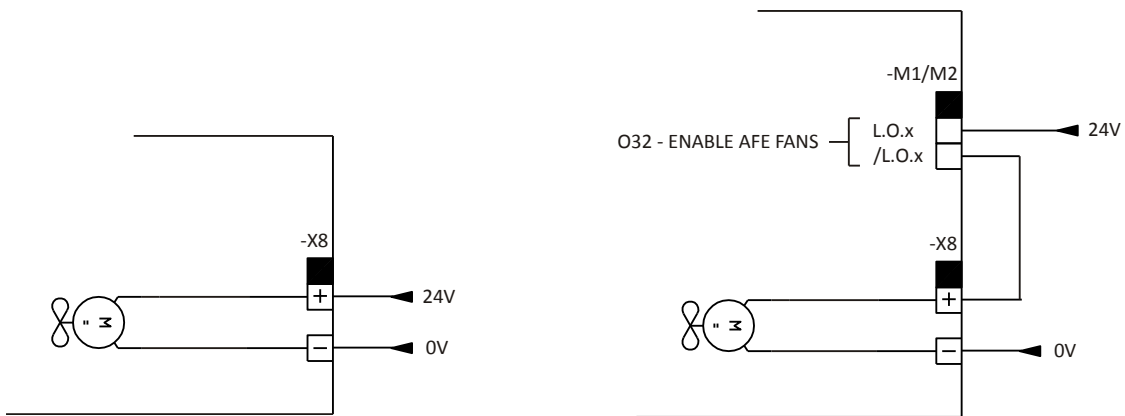 -X8
+
24V
M
=
−
0V
-M1/M2
O32 - ENABLE AFE FANS
L.O.x
/L.O.x
24V
-X8
+
M
=
−
0V